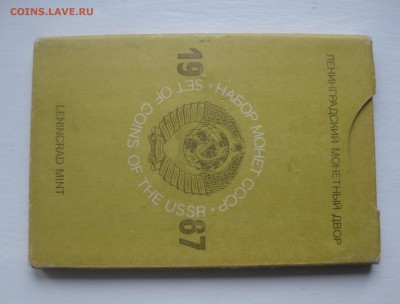 COINS.LAVE.RU
ЛЕНИНГРАДСКИЙ МОНЕТНЫЙ ДВОР
НАБОР МОНЕТ СССР ·
19 87
SET OF COINS OF THE USSR ·
LENINGRAD MINT